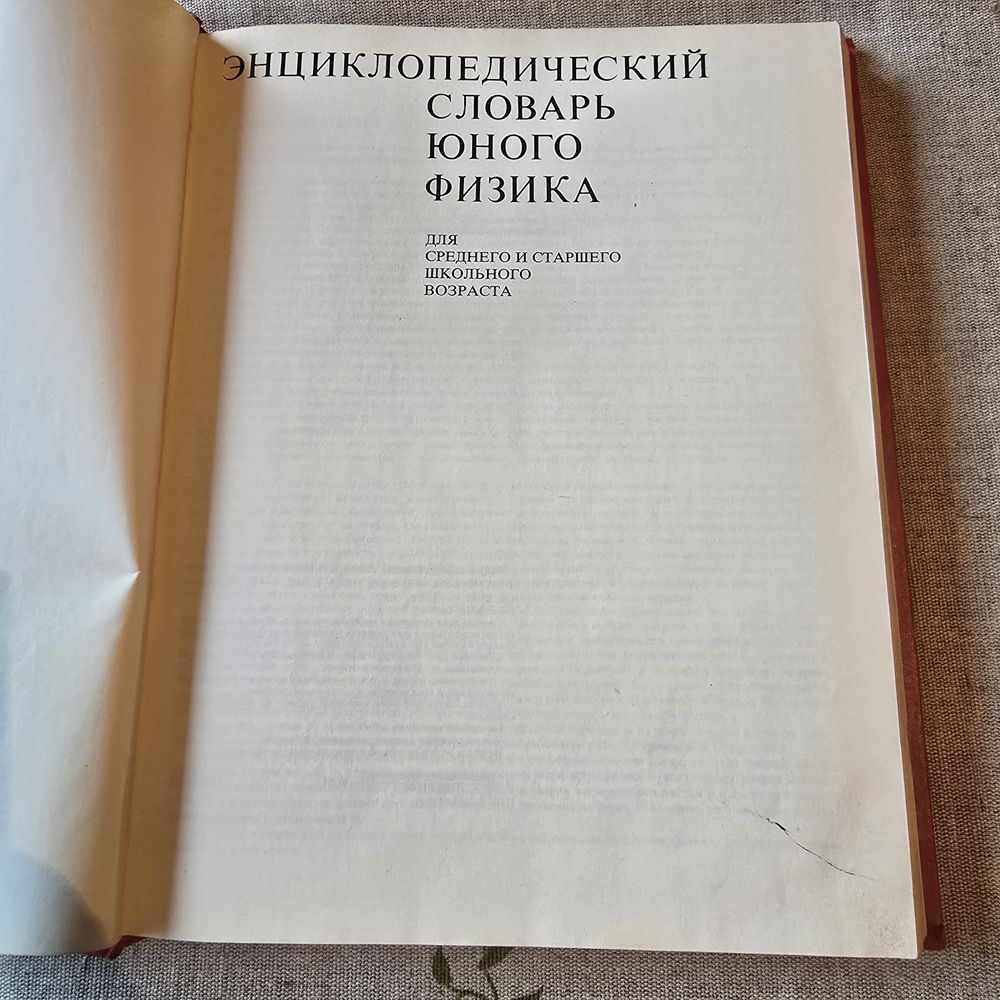 ЭНЦИКЛОПЕДИЧЕСКИЙ
СЛОВАРЬ
ЮНОГО
ФИЗИКА
ДЛЯ
СРЕДНЕГО И СТАРШЕГО
ШКОЛЬНОГО
ВОЗРАСТА